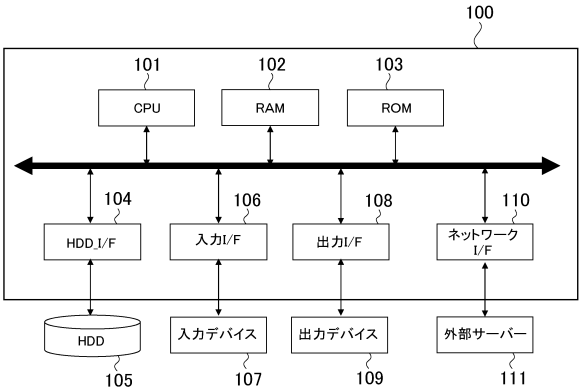 100
101
102
103
CPU
RAM
ROM
104
106
108
110
HDD_I/F
入力I/F
出力I/F
ネットワーク
I/F
HDD
入力デバイス
出力デバイス
外部サーバー
105
107
109
111